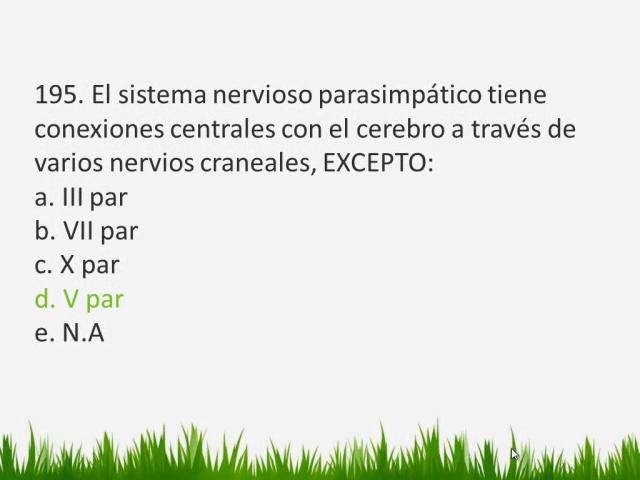 195. El sistema nervioso parasimpático tiene
conexiones centrales con el cerebro a través de
varios nervios craneales, EXCEPTO:
a. III par
b. VII par
c. X par
d. V par
e. N.A